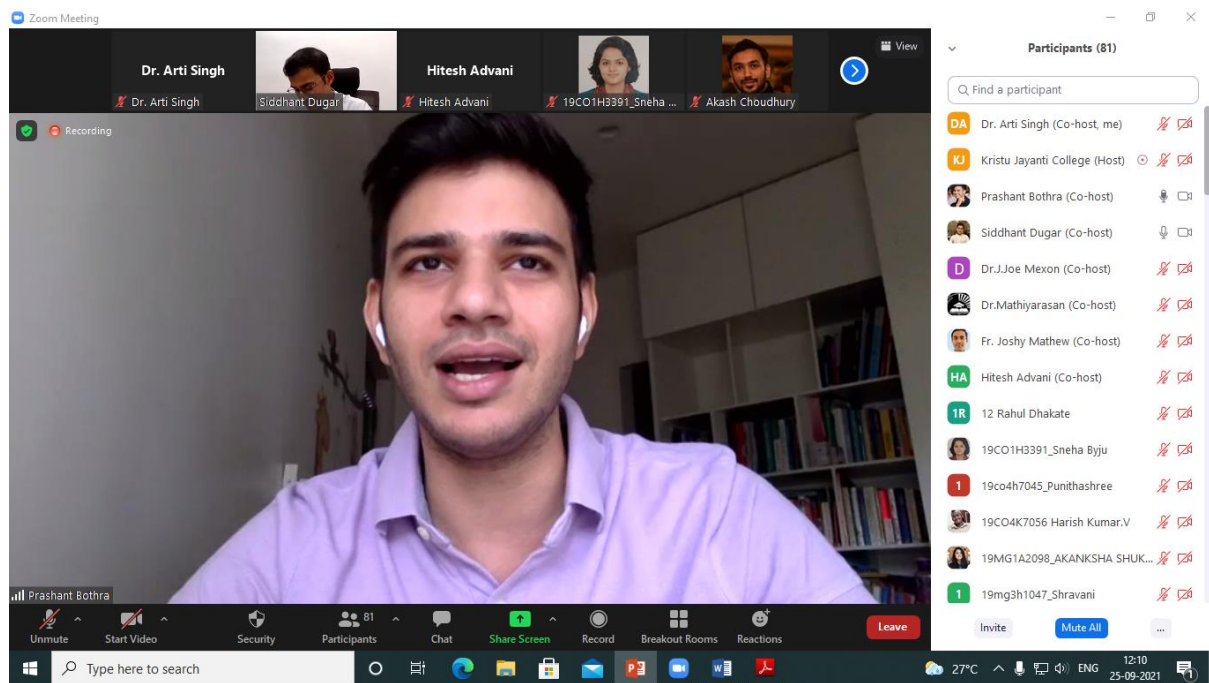 Zoom Meeting
Dr. Arti Singh
Hitesh Advani
Dr. Arti Singh
Siddhant Dugar
Hitesh Advani
19CO1H3391_Sneha ...
Akash Choudhury
View
Recording
Prashant Bothra
Participants (81)
Find a participant
DA Dr. Arti Singh (Co-host, me)
KJ Kristu Jayanti College (Host)
Prashant Bothra (Co-host)
Siddhant Dugar (Co-host)
D Dr.J.Joe Mexon (Co-host)
Dr.Mathiyarasan (Co-host)
Fr. Joshy Mathew (Co-host)
HA Hitesh Advani (Co-host)
1R 12 Rahul Dhakate
19CO1H3391_Sneha Byju
1 19co4h7045_Punithashree
19CO4K7056 Harish Kumar.V
19MG1A2098_AKANKSHA SHUK...
1 19mg3h1047_Shravani
Invite Mute All ...
81
Unmute Start Video Security Participants Chat Share Screen Record Breakout Rooms Reactions Leave
Type here to search
27°C ENG 12:10
25-09-2021 1